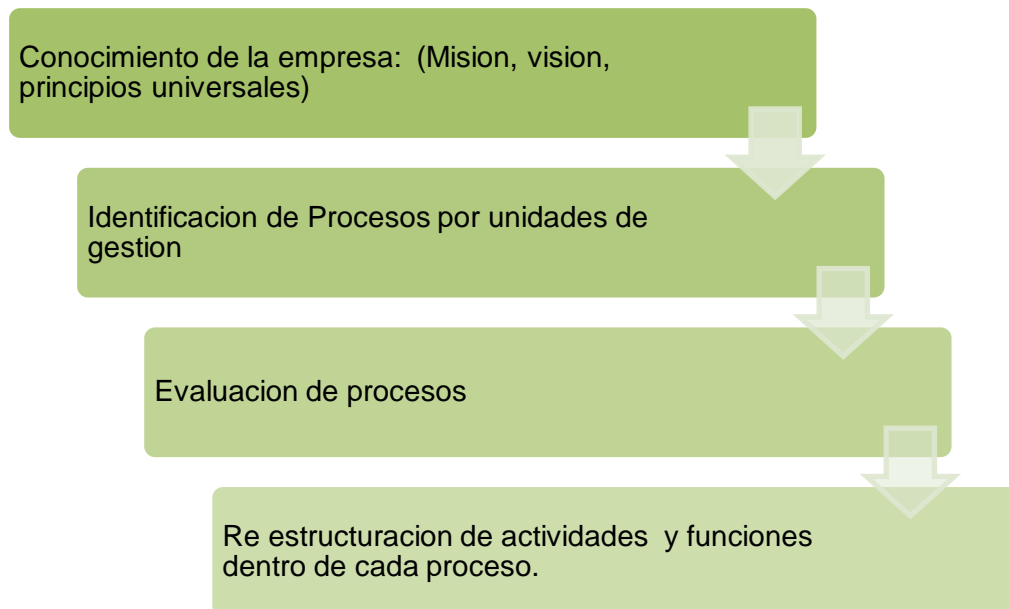 Conocimiento de la empresa: (Mision, vision,
principios universales)
Identificacion de Procesos por unidades de
gestion
Evaluacion de procesos
Re estructuracion de actividades y funciones
dentro de cada proceso.